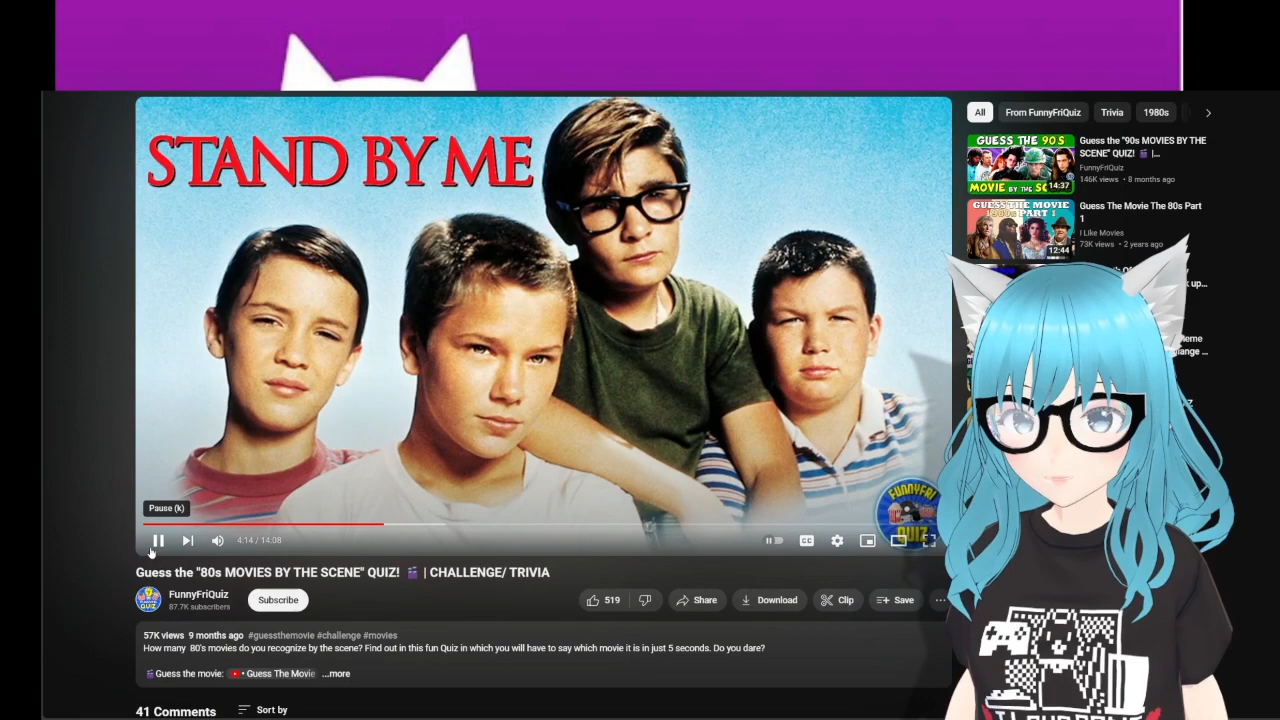 STAND BY ME
FUNNYFRI
QUIZ
Pause (k)
4:14 / 14:08
CC
Guess the "80s MOVIES BY THE SCENE" QUIZ! 🎬 | CHALLENGE/ TRIVIA
FunnyFriQuiz
87.7K subscribers
Subscribe
519
Share
Download
Clip
Save
57K views 9 months ago #guessthemovie #challenge #movies
How many 80's movies do you recognize by the scene? Find out in this fun Quiz in which you will have to say which movie it is in just 5 seconds. Do you dare?
🎬Guess the movie: • Guess The Movie ...more
41 Comments
Sort by
All
From FunnyFriQuiz
Trivia
1980s
GUESS THE 90S
MOVIE BY THE
14:37
Guess the "90s MOVIES BY THE
SCENE" QUIZ! 🎬 |...
FunnyFriQuiz
146K views • 8 months ago
GUESS THE MOVIE
1980s PART 1
12:44
Guess The Movie The 80s Part
1
I Like Movies
73K views • 2 years ago
up...